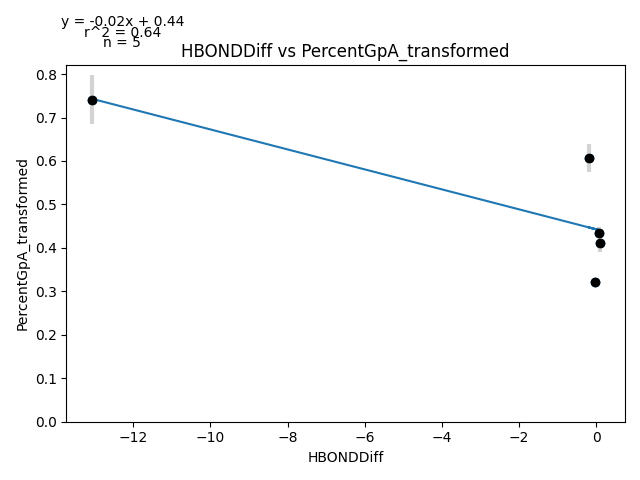 y = -0.02x + 0.44
r^2 = 0.64
n = 5
HBONDDiff vs PercentGpA_transformed
0.8
0.7
0.6
0.5
0.4
0.3
0.2
0.1
0.0
PercentGpA_transformed
−12 −10 −8 −6 −4 −2 0
HBONDDiff